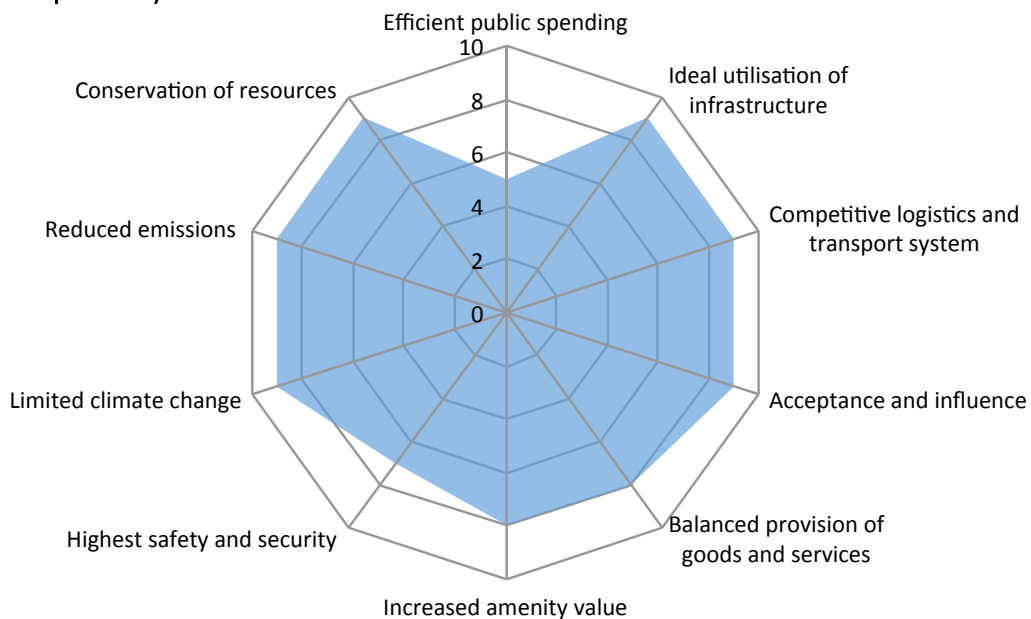 Efficient public spending
10
Ideal utilisation of
infrastructure
Conservation of resources
8
6
Competitive logistics and
transport system
Reduced emissions
4
2
0
Limited climate change
Acceptance and influence
Balanced provision of
goods and services
Highest safety and security
Increased amenity value